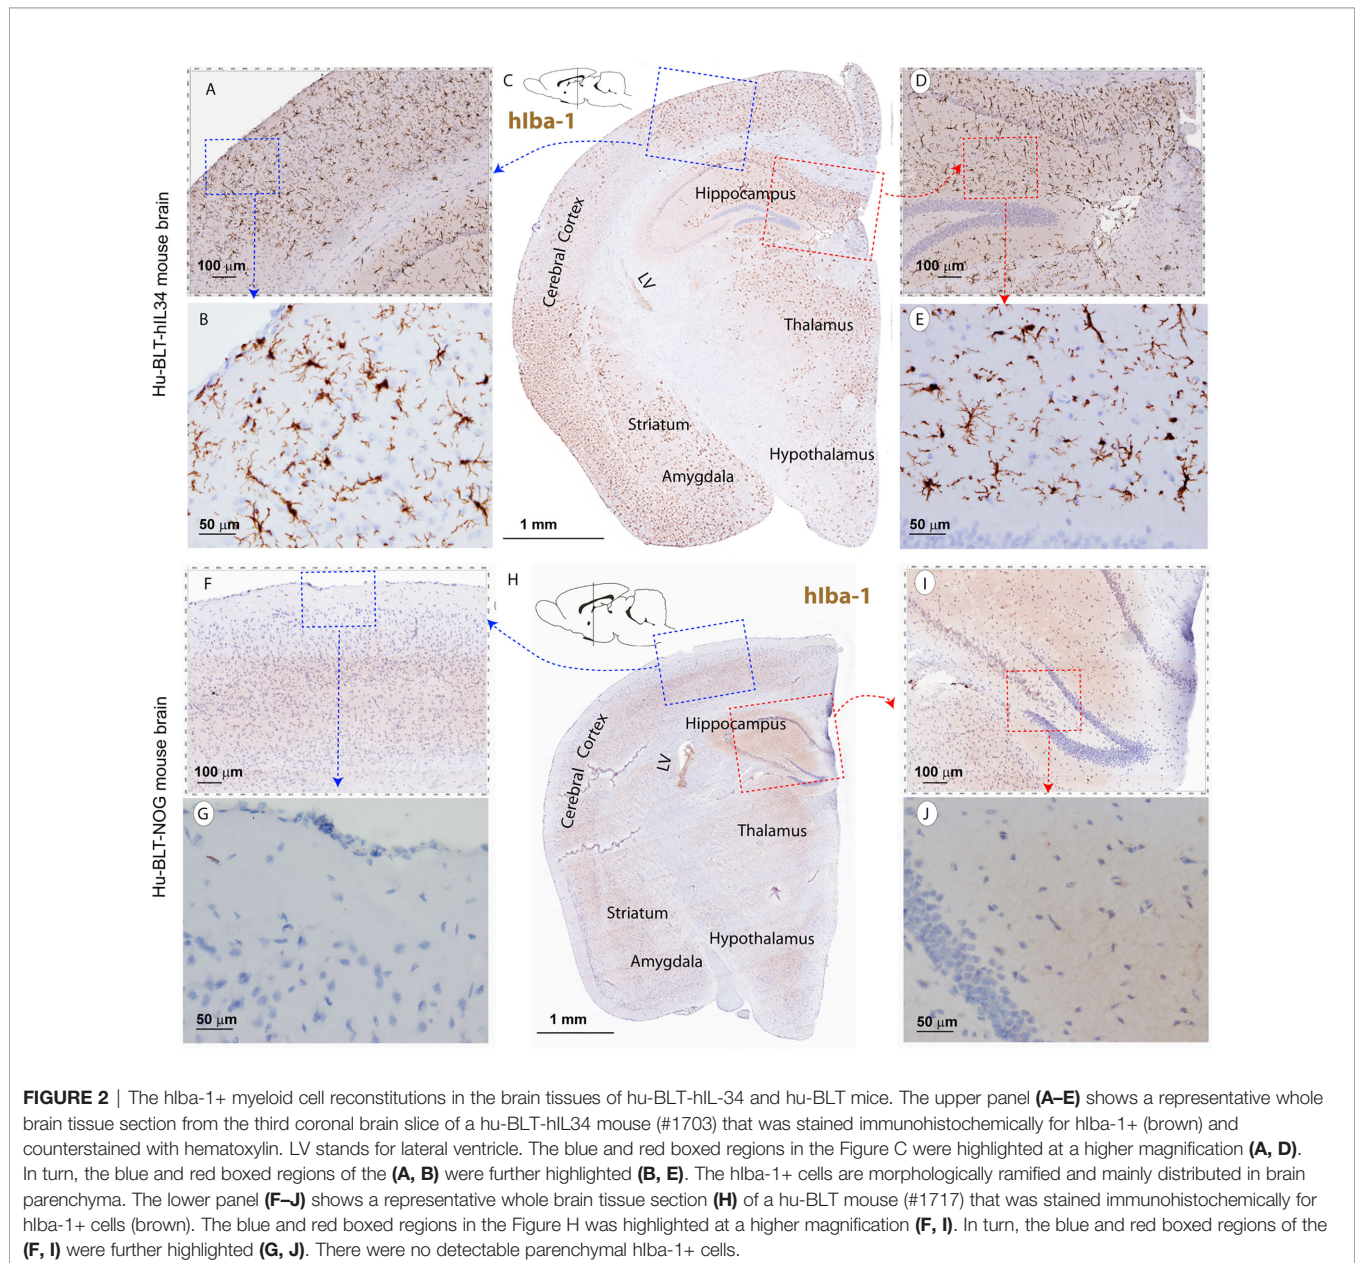 Hu-BLT-hIL34 mouse brain
A
100 µm
B
50 µm
C
hIba-1
Hippocampus
Cerebral Cortex
LV
Thalamus
Striatum
Hypothalamus
Amygdala
1 mm
D
100 µm
E
50 µm
Hu-BLT-NOG mouse brain
F
100 µm
G
50 µm
H
hIba-1
Hippocampus
Cerebral Cortex
LV
Thalamus
Striatum
Hypothalamus
Amygdala
1 mm
I
100 µm
J
50 µm
FIGURE 2 | The hIba-1+ myeloid cell reconstitutions in the brain tissues of hu-BLT-hIL-34 and hu-BLT mice. The upper panel (A–E) shows a representative whole
brain tissue section from the third coronal brain slice of a hu-BLT-hIL34 mouse (#1703) that was stained immunohistochemically for hIba-1+ (brown) and
counterstained with hematoxylin. LV stands for lateral ventricle. The blue and red boxed regions in the Figure C were highlighted at a higher magnification (A, D).
In turn, the blue and red boxed regions of the (A, B) were further highlighted (B, E). The hIba-1+ cells are morphologically ramified and mainly distributed in brain
parenchyma. The lower panel (F–J) shows a representative whole brain tissue section (H) of a hu-BLT mouse (#1717) that was stained immunohistochemically for
hIba-1+ cells (brown). The blue and red boxed regions in the Figure H was highlighted at a higher magnification (F, I). In turn, the blue and red boxed regions of the
(F, I) were further highlighted (G, J). There were no detectable parenchymal hIba-1+ cells.